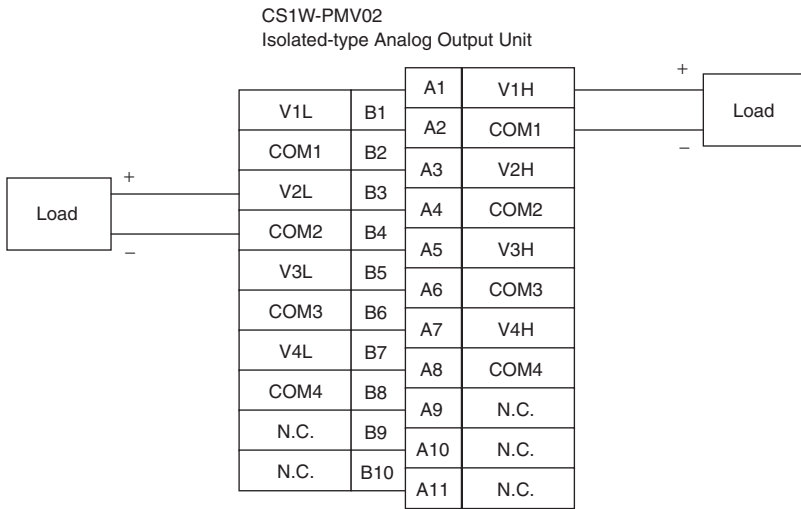 CS1W-PMV02
Isolated-type Analog Output Unit
A1 V1H
V1L B1
A2 COM1
COM1 B2
A3 V2H
V2L B3
A4 COM2
COM2 B4
A5 V3H
V3L B5
A6 COM3
COM3 B6
A7 V4H
V4L B7
A8 COM4
COM4 B8
A9 N.C.
N.C. B9
A10 N.C.
N.C. B10
A11 N.C.
+
Load
−
+
Load
−